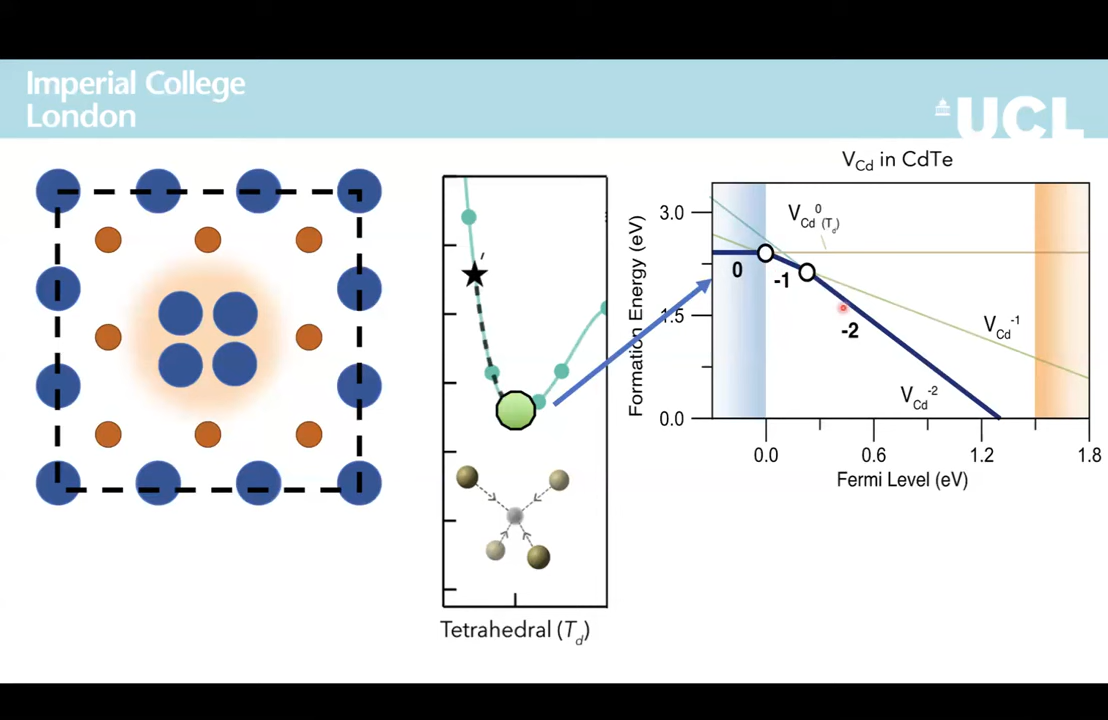 Imperial College
London
UCL
Tetrahedral (T_d)
V_Cd in CdTe
Formation Energy (eV)
3.0
1.5
0.0
V_Cd^0 (T_d)
0
-1
-2
V_Cd^-1
V_Cd^-2
0.0 0.6 1.2 1.8
Fermi Level (eV)